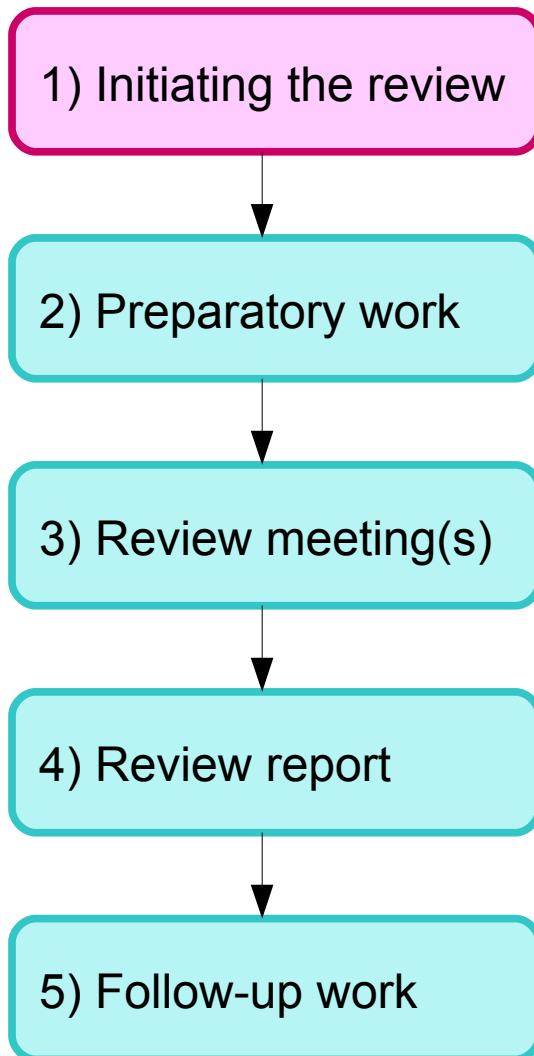 1) Initiating the review
2) Preparatory work
3) Review meeting(s)
4) Review report
5) Follow-up work